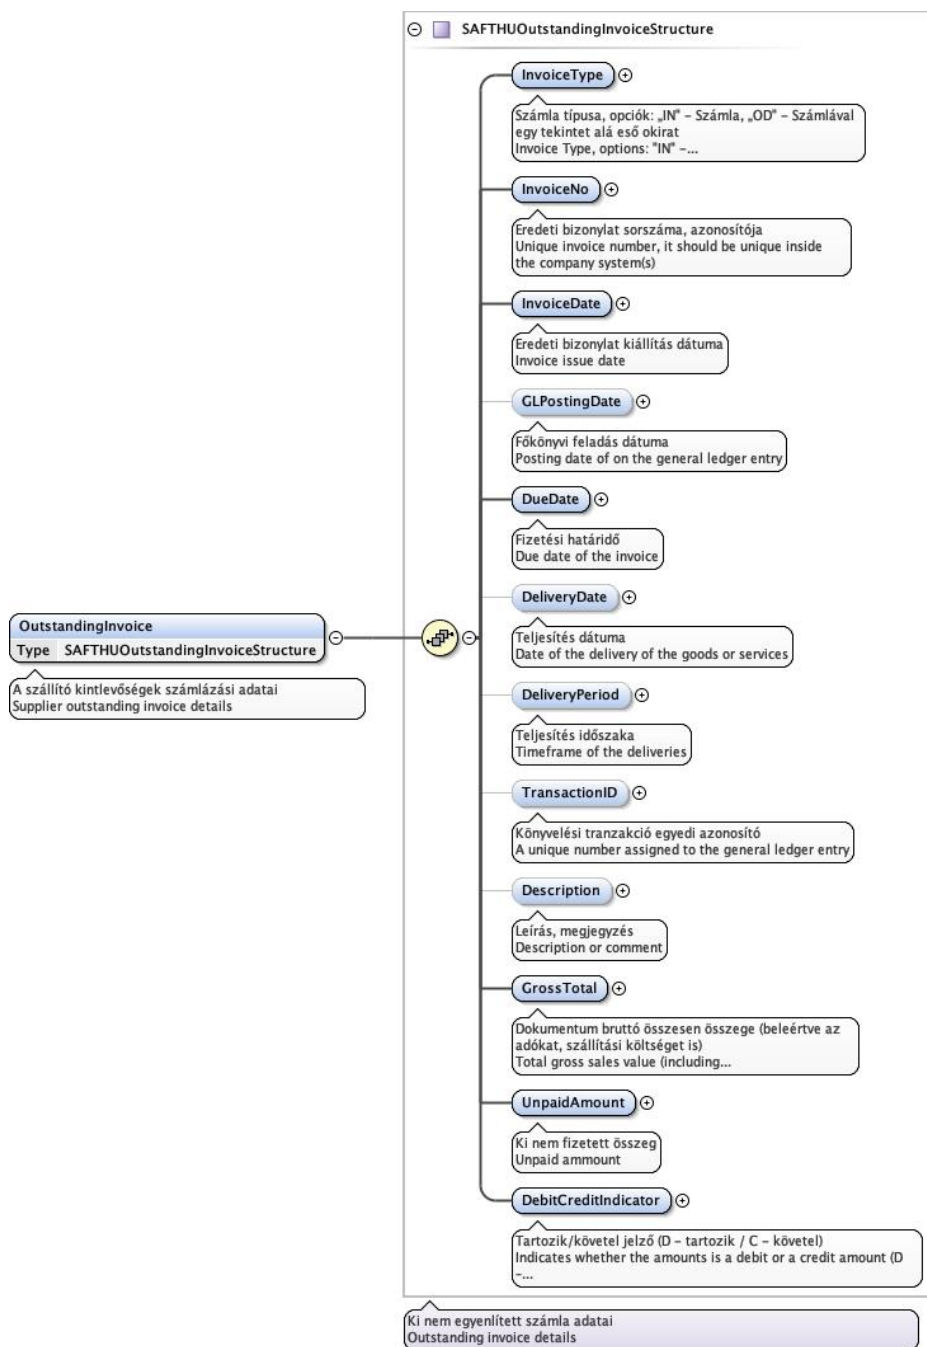 SAFTHUOutstandingInvoiceStructure
InvoiceType
Számla típusa, opciók: „IN" – Számla, „OD" – Számlával
egy tekintet alá eső okirat
Invoice Type, options: "IN" –...
InvoiceNo
Eredeti bizonylat sorszáma, azonosítója
Unique invoice number, it should be unique inside
the company system(s)
InvoiceDate
Eredeti bizonylat kiállítás dátuma
Invoice issue date
GLPostingDate
Főkönyvi feladás dátuma
Posting date of on the general ledger entry
DueDate
Fizetési határidő
Due date of the invoice
OutstandingInvoice
Type SAFTHUOutstandingInvoiceStructure
A szállító kintlevőségek számlázási adatai
Supplier outstanding invoice details
DeliveryDate
Teljesítés dátuma
Date of the delivery of the goods or services
DeliveryPeriod
Teljesítés időszaka
Timeframe of the deliveries
TransactionID
Könyvelési tranzakció egyedi azonosító
A unique number assigned to the general ledger entry
Description
Leírás, megjegyzés
Description or comment
GrossTotal
Dokumentum bruttó összesen összege (beleértve az
adókat, szállítási költséget is)
Total gross sales value (including...
UnpaidAmount
Ki nem fizetett összeg
Unpaid ammount
DebitCreditIndicator
Tartozik/követel jelző (D – tartozik / C – követel)
Indicates whether the amounts is a debit or a credit amount (D
–...
Ki nem egyenlített számla adatai
Outstanding invoice details